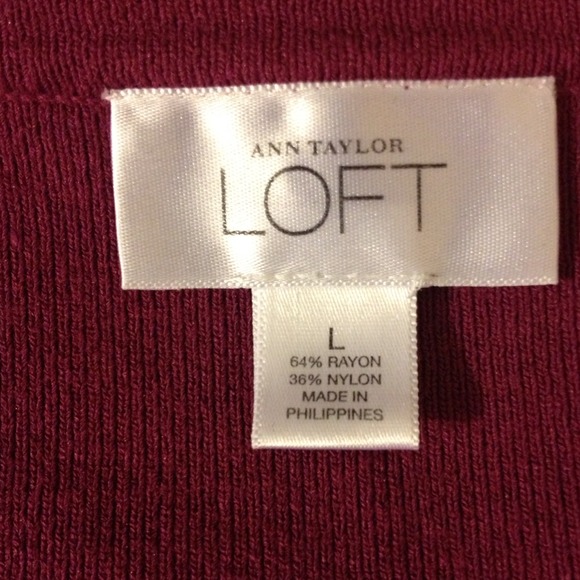 ANN TAYLOR
LOFT
L
64% RAYON
36% NYLON
MADE IN
PHILIPPINES